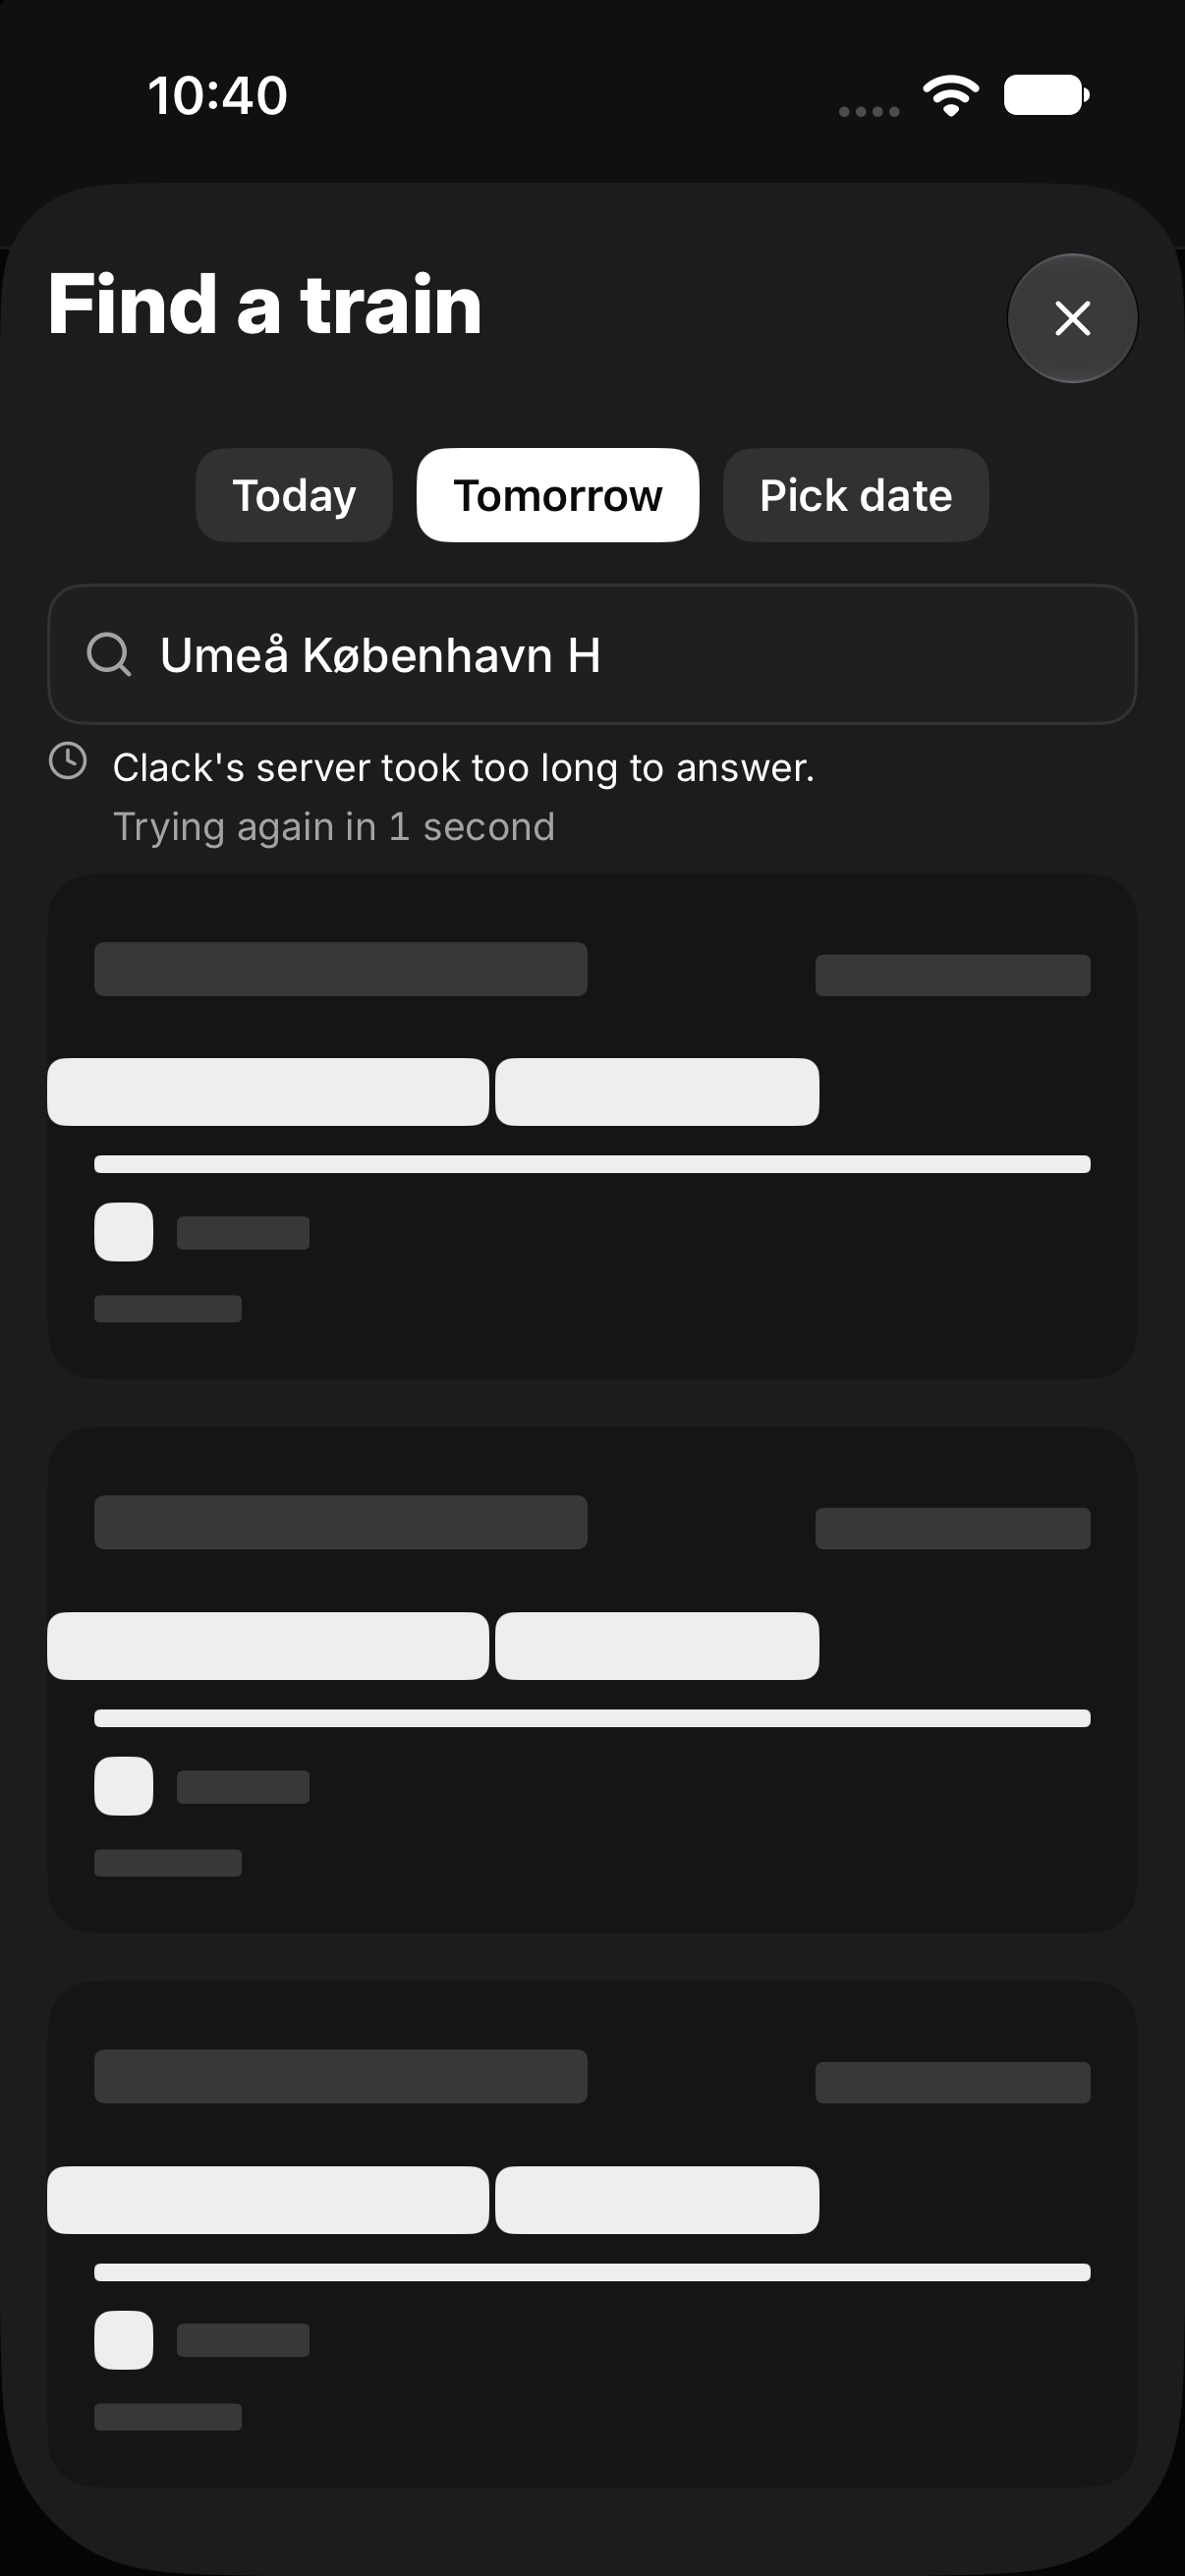 10:40
Find a train
Today
Tomorrow
Pick date
Umeå København H
Clack's server took too long to answer.
Trying again in 1 second